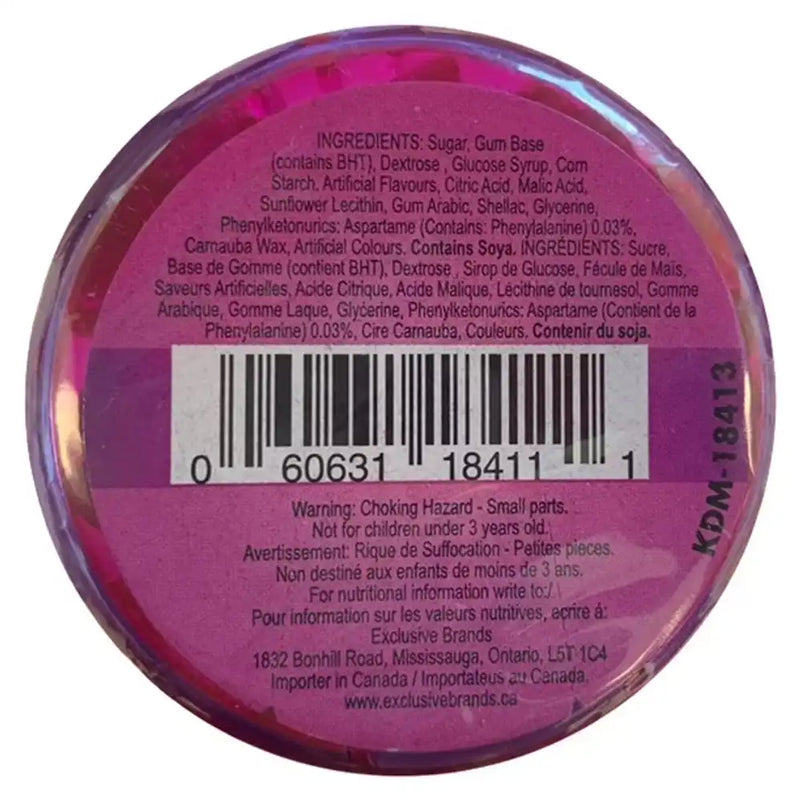 INGREDIENTS: Sugar, Gum Base
(contains BHT), Dextrose , Glucose Syrup, Corn
Starch, Artificial Flavours, Citric Acid, Malic Acid,
Sunflower Lecithin, Gum Arabic, Shellac, Glycerine,
Phenylketonurics: Aspartame (Contains: Phenylalanine) 0.03%,
Carnauba Wax, Artificial Colours. Contains Soya. INGRÉDIENTS: Sucre,
Base de Gomme (contient BHT), Dextrose , Sirop de Glucose, Fécule de Maïs,
Saveurs Artificielles, Acide Citrique, Acide Malique, Lécithine de tournesol, Gomme
Arabique, Gomme Laque, Glycérine, Phenylketonurics: Aspartame (Contient de la
Phenylalanine) 0.03%, Cire Carnauba, Couleurs. Contenir du soja.
0 60631 18411 1
KDM-18413
Warning: Choking Hazard - Small parts.
Not for children under 3 years old.
Avertissement: Rique de Suffocation - Petites pieces.
Non destiné aux enfants de moins de 3 ans.
For nutritional information write to:/
Pour information sur les valeurs nutritives, ecrire á:
Exclusive Brands
1832 Bonhill Road, Mississauga, Ontario, L5T 1C4
Importer in Canada / Importateus au Canada.
www.exclusivebrands.ca